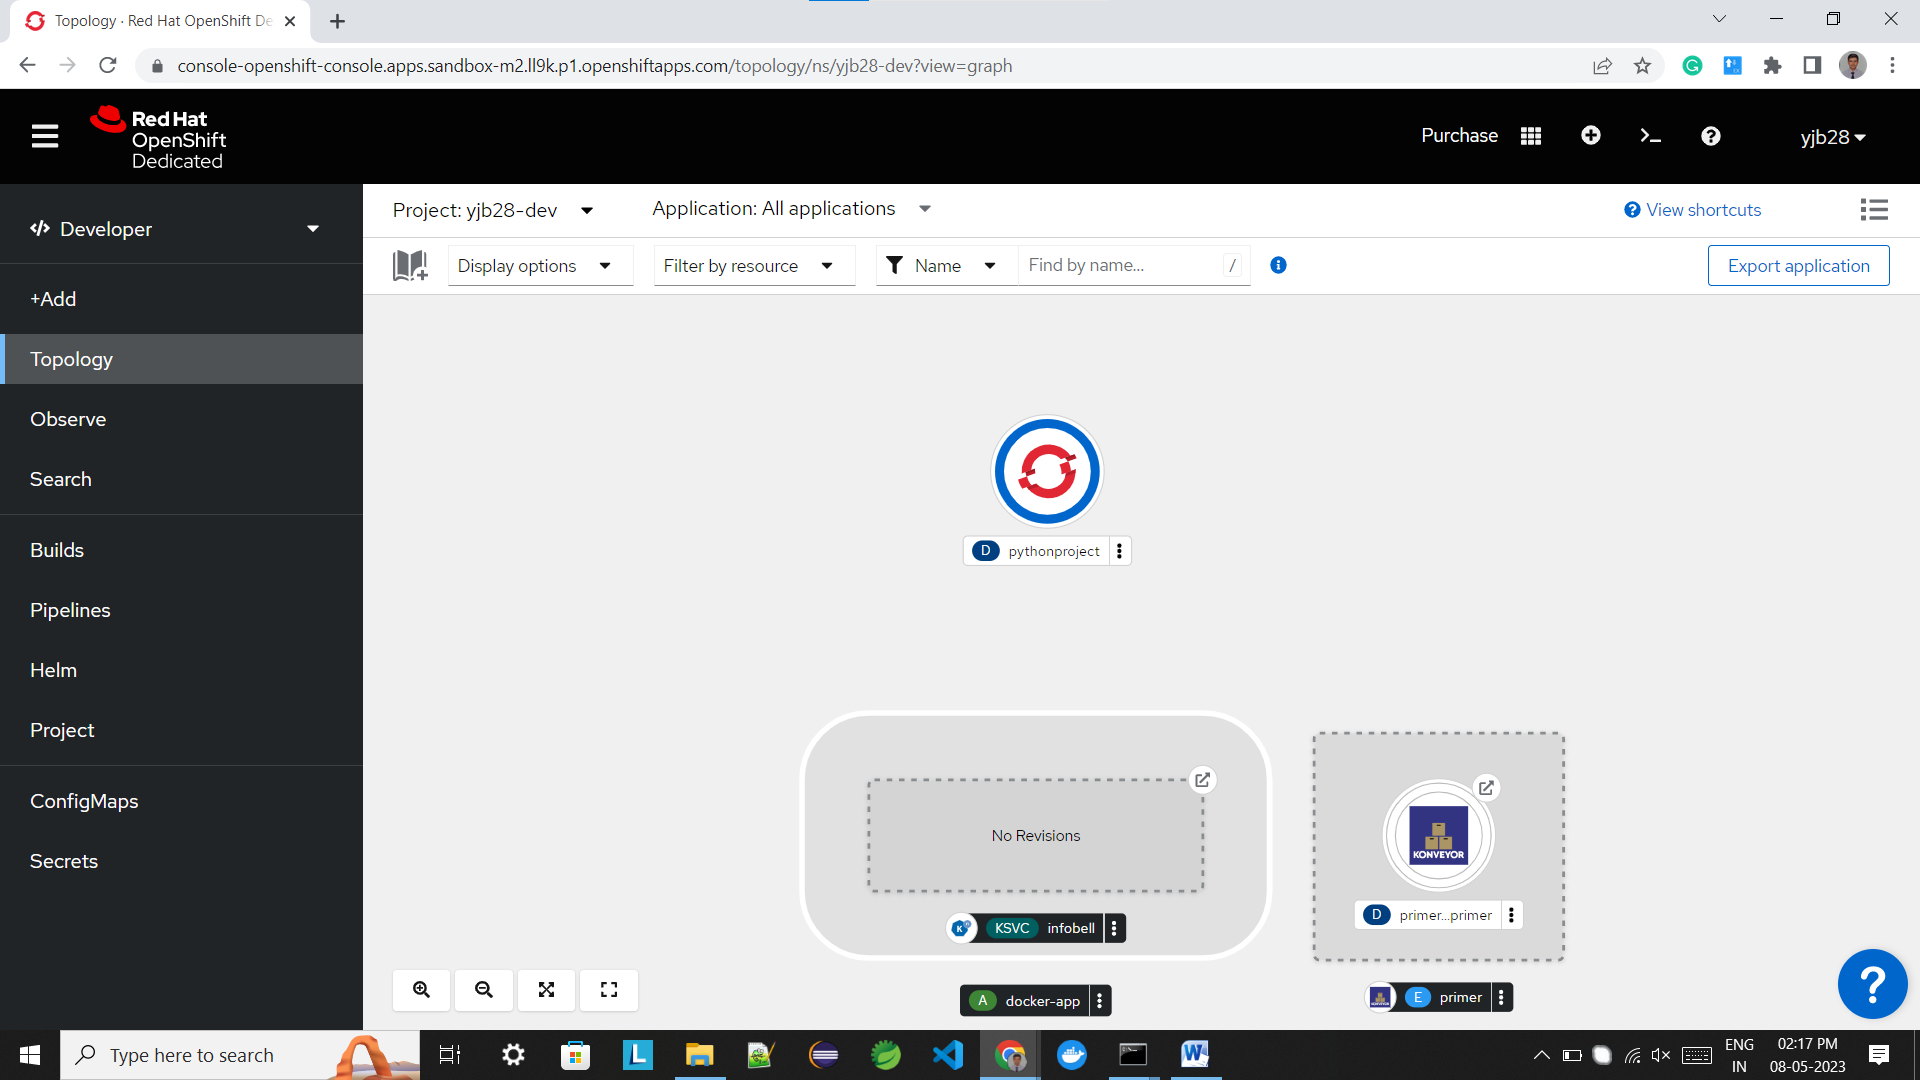 Topology · Red Hat OpenShift De
console-openshift-console.apps.sandbox-m2.ll9k.p1.openshiftapps.com/topology/ns/yjb28-dev?view=graph
Red Hat
OpenShift
Dedicated
Purchase
yjb28
Developer
+Add
Topology
Observe
Search
Builds
Pipelines
Helm
Project
ConfigMaps
Secrets
Project: yjb28-dev
Application: All applications
View shortcuts
Display options
Filter by resource
Name
Find by name...
/
Export application
D pythonproject
No Revisions
KSVC infobell
A docker-app
KONVEYOR
D primer...primer
E primer
Type here to search
L
W
ENG
IN
02:17 PM
08-05-2023